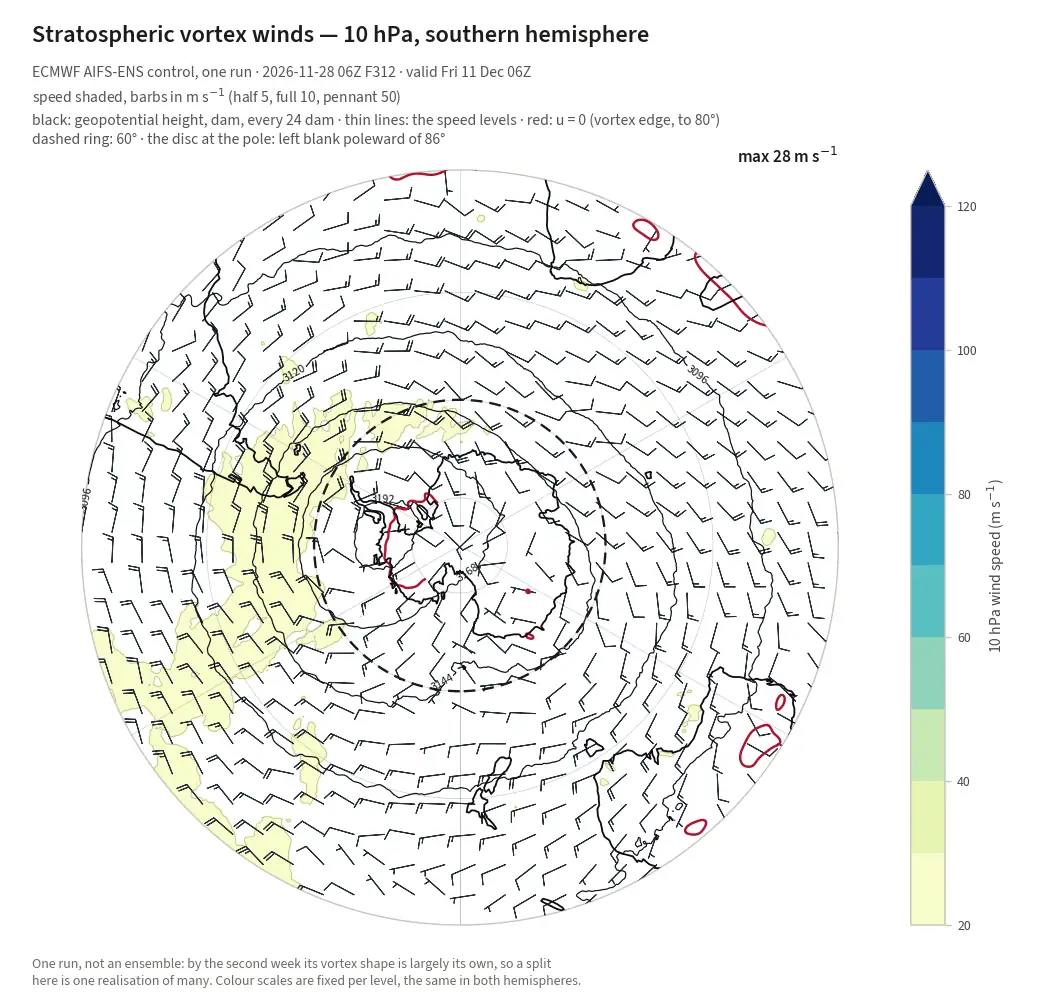 Stratospheric vortex winds — 10 hPa, southern hemisphere
ECMWF AIFS-ENS control, one run · 2026-11-28 06Z F312 · valid Fri 11 Dec 06Z
speed shaded, barbs in m s⁻¹ (half 5, full 10, pennant 50)
black: geopotential height, dam, every 24 dam · thin lines: the speed levels · red: u = 0 (vortex edge, to 80°)
dashed ring: 60° · the disc at the pole: left blank poleward of 86°
max 28 m s⁻¹
120
100
80
60
40
20
10 hPa wind speed (m s⁻¹)
3120
3096
3192
3096
3168
3144
One run, not an ensemble: by the second week its vortex shape is largely its own, so a split
here is one realisation of many. Colour scales are fixed per level, the same in both hemispheres.